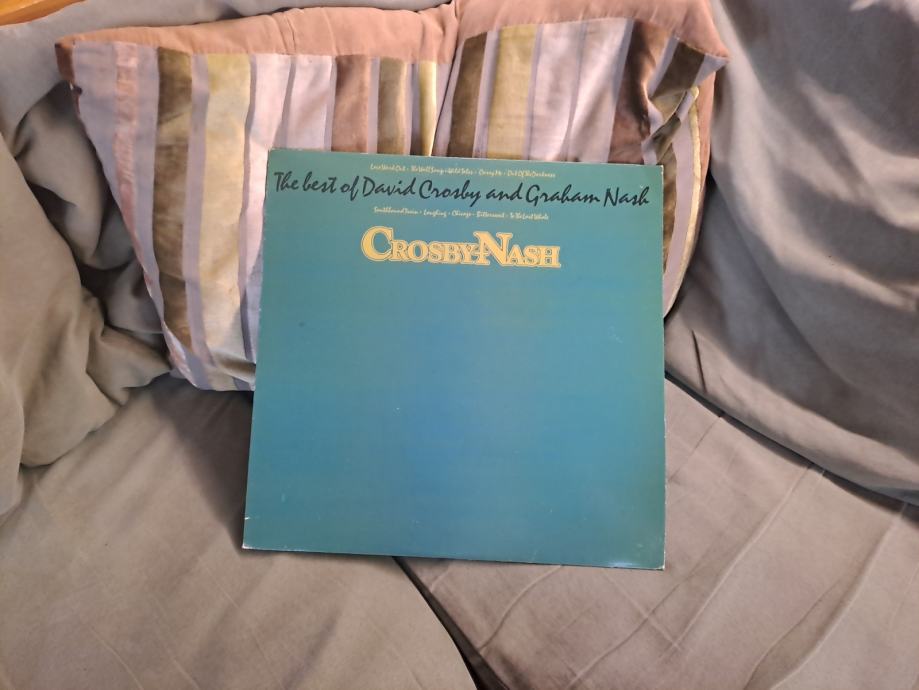 Love Work Out • The Wall Song • Wild Tales • Carry Me • Out Of The Darkness
The best of David Crosby and Graham Nash
Southbound Train • Laughing • Chicago • Bittersweet • To The Last Whale
CROSBY-NASH